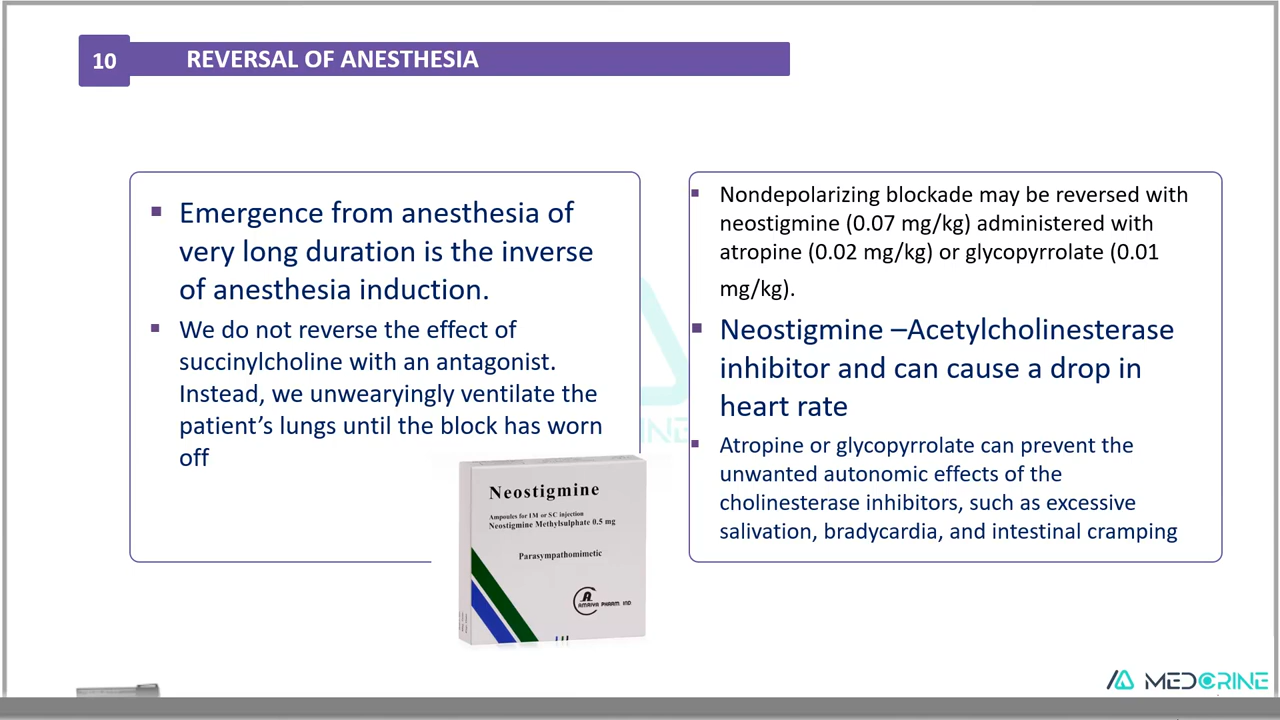 10
REVERSAL OF ANESTHESIA
Emergence from anesthesia of
very long duration is the inverse
of anesthesia induction.
We do not reverse the effect of
succinylcholine with an antagonist.
Instead, we unwearyingly ventilate the
patient’s lungs until the block has worn
off
Neostigmine
Ampoules for IM or SC injection
Neostigmine Methylsulphate 0.5 mg
Parasympathomimetic
AMRIYA PHARM. IND
Nondepolarizing blockade may be reversed with
neostigmine (0.07 mg/kg) administered with
atropine (0.02 mg/kg) or glycopyrrolate (0.01
mg/kg).
Neostigmine –Acetylcholinesterase
inhibitor and can cause a drop in
heart rate
Atropine or glycopyrrolate can prevent the
unwanted autonomic effects of the
cholinesterase inhibitors, such as excessive
salivation, bradycardia, and intestinal cramping
MEDCRINE